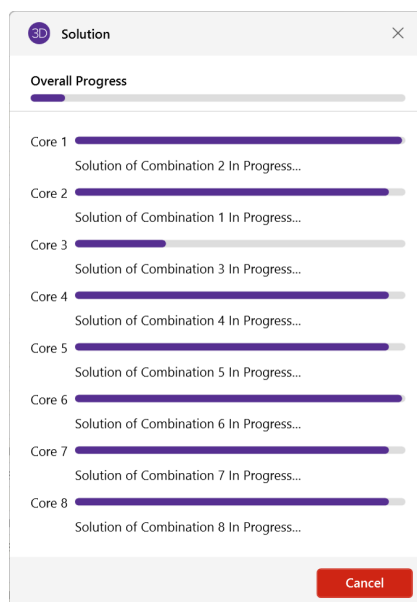 3D Solution
Overall Progress
Core 1
Solution of Combination 2 In Progress...
Core 2
Solution of Combination 1 In Progress...
Core 3
Solution of Combination 3 In Progress...
Core 4
Solution of Combination 4 In Progress...
Core 5
Solution of Combination 5 In Progress...
Core 6
Solution of Combination 6 In Progress...
Core 7
Solution of Combination 7 In Progress...
Core 8
Solution of Combination 8 In Progress...
Cancel